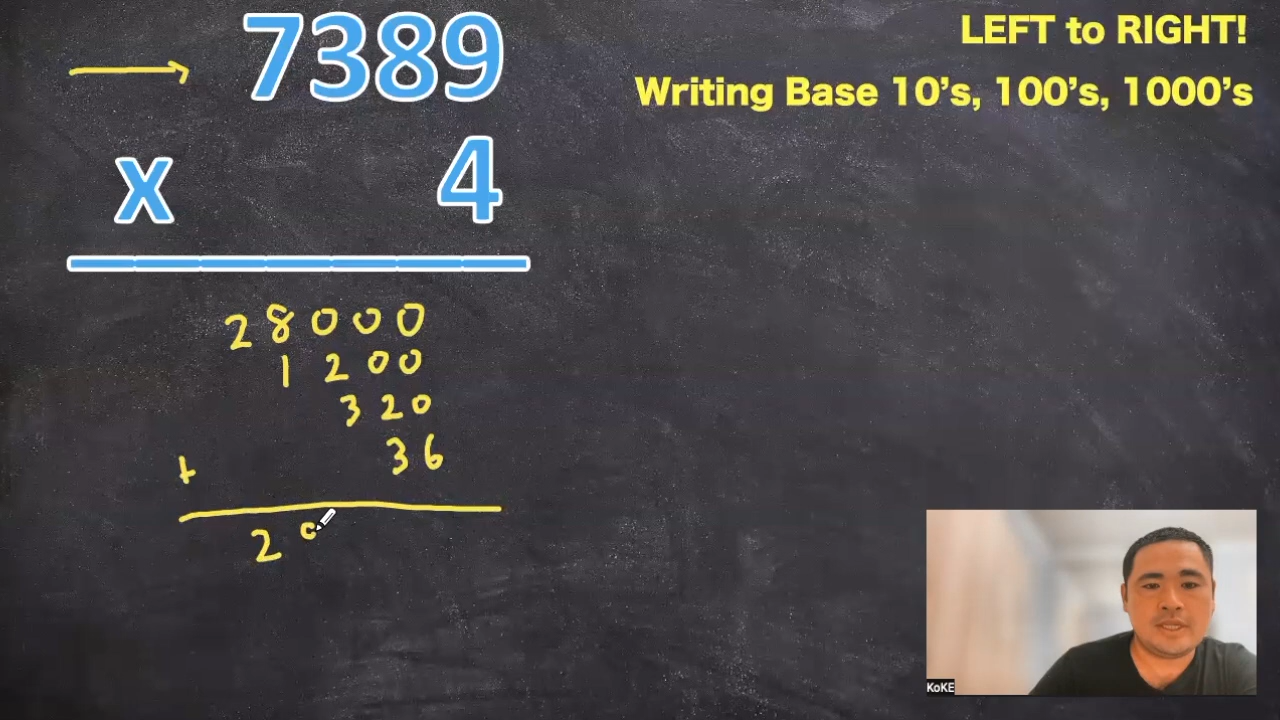 7389
LEFT to RIGHT!
Writing Base 10's, 100's, 1000's
x 4
28000
1200
320
+ 36
2
KoKE